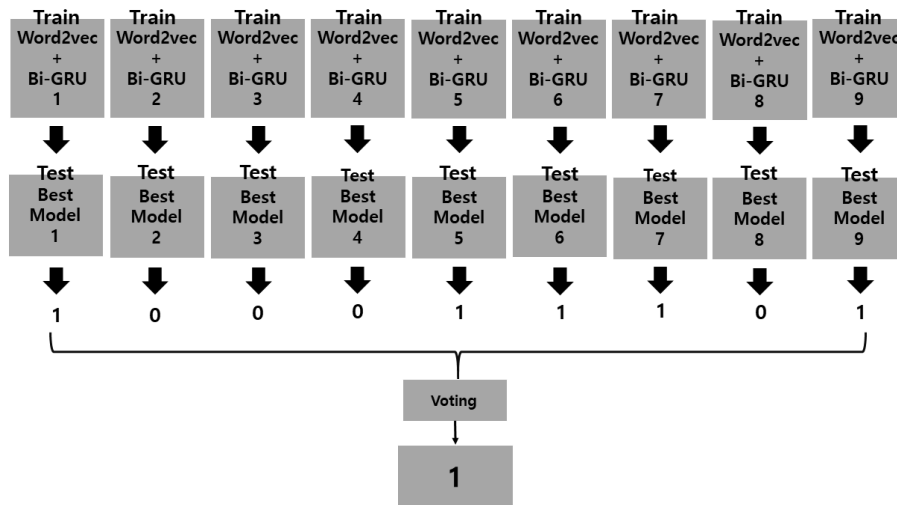 Train Train Train Train Train Train Train Train Train
Word2vec Word2vec Word2vec Word2vec Word2vec Word2vec Word2vec Word2vec Word2vec
+ + + + + + + + +
Bi-GRU Bi-GRU Bi-GRU Bi-GRU Bi-GRU Bi-GRU Bi-GRU Bi-GRU Bi-GRU
1 2 3 4 5 6 7 8 9
Test Test Test Test Test Test Test Test Test
Best Best Best Best Best Best Best Best Best
Model Model Model Model Model Model Model Model Model
1 2 3 4 5 6 7 8 9
1 0 0 0 1 1 1 0 1
Voting
1